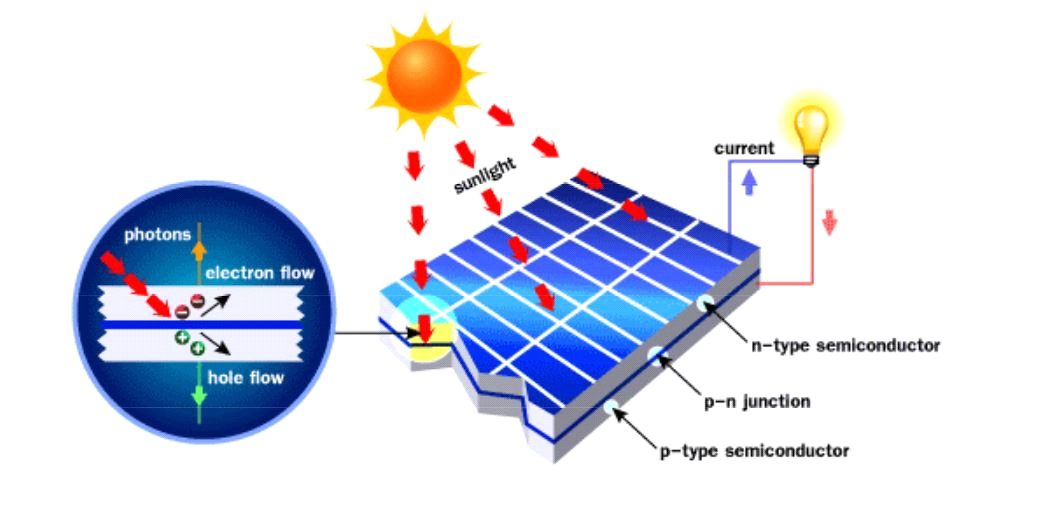 current
sunlight
photons
electron flow
hole flow
n-type semiconductor
p-n junction
p-type semiconductor